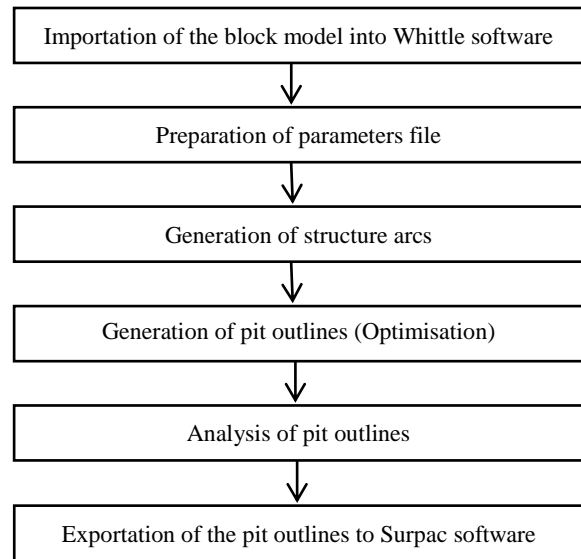 Importation of the block model into Whittle software
Preparation of parameters file
Generation of structure arcs
Generation of pit outlines (Optimisation)
Analysis of pit outlines
Exportation of the pit outlines to Surpac software